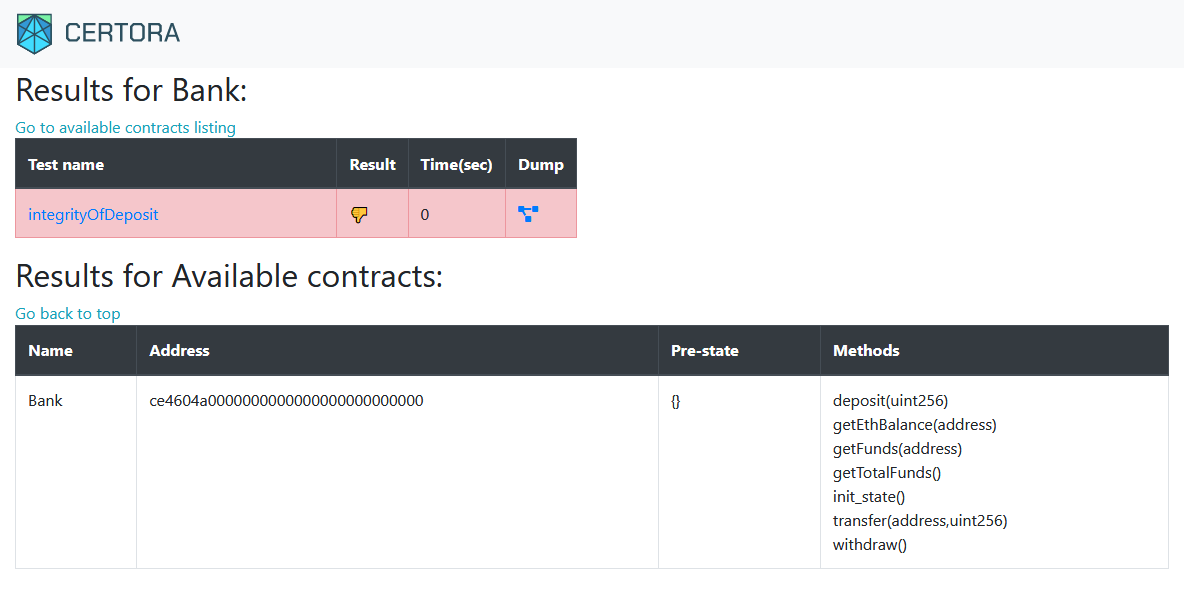 CERTORA
Results for Bank:
Go to available contracts listing
Test name Result Time(sec) Dump
integrityOfDeposit 0
Results for Available contracts:
Go back to top
Name Address Pre-state Methods
Bank ce4604a0000000000000000000000000 {} deposit(uint256)
getEthBalance(address)
getFunds(address)
getTotalFunds()
init_state()
transfer(address,uint256)
withdraw()